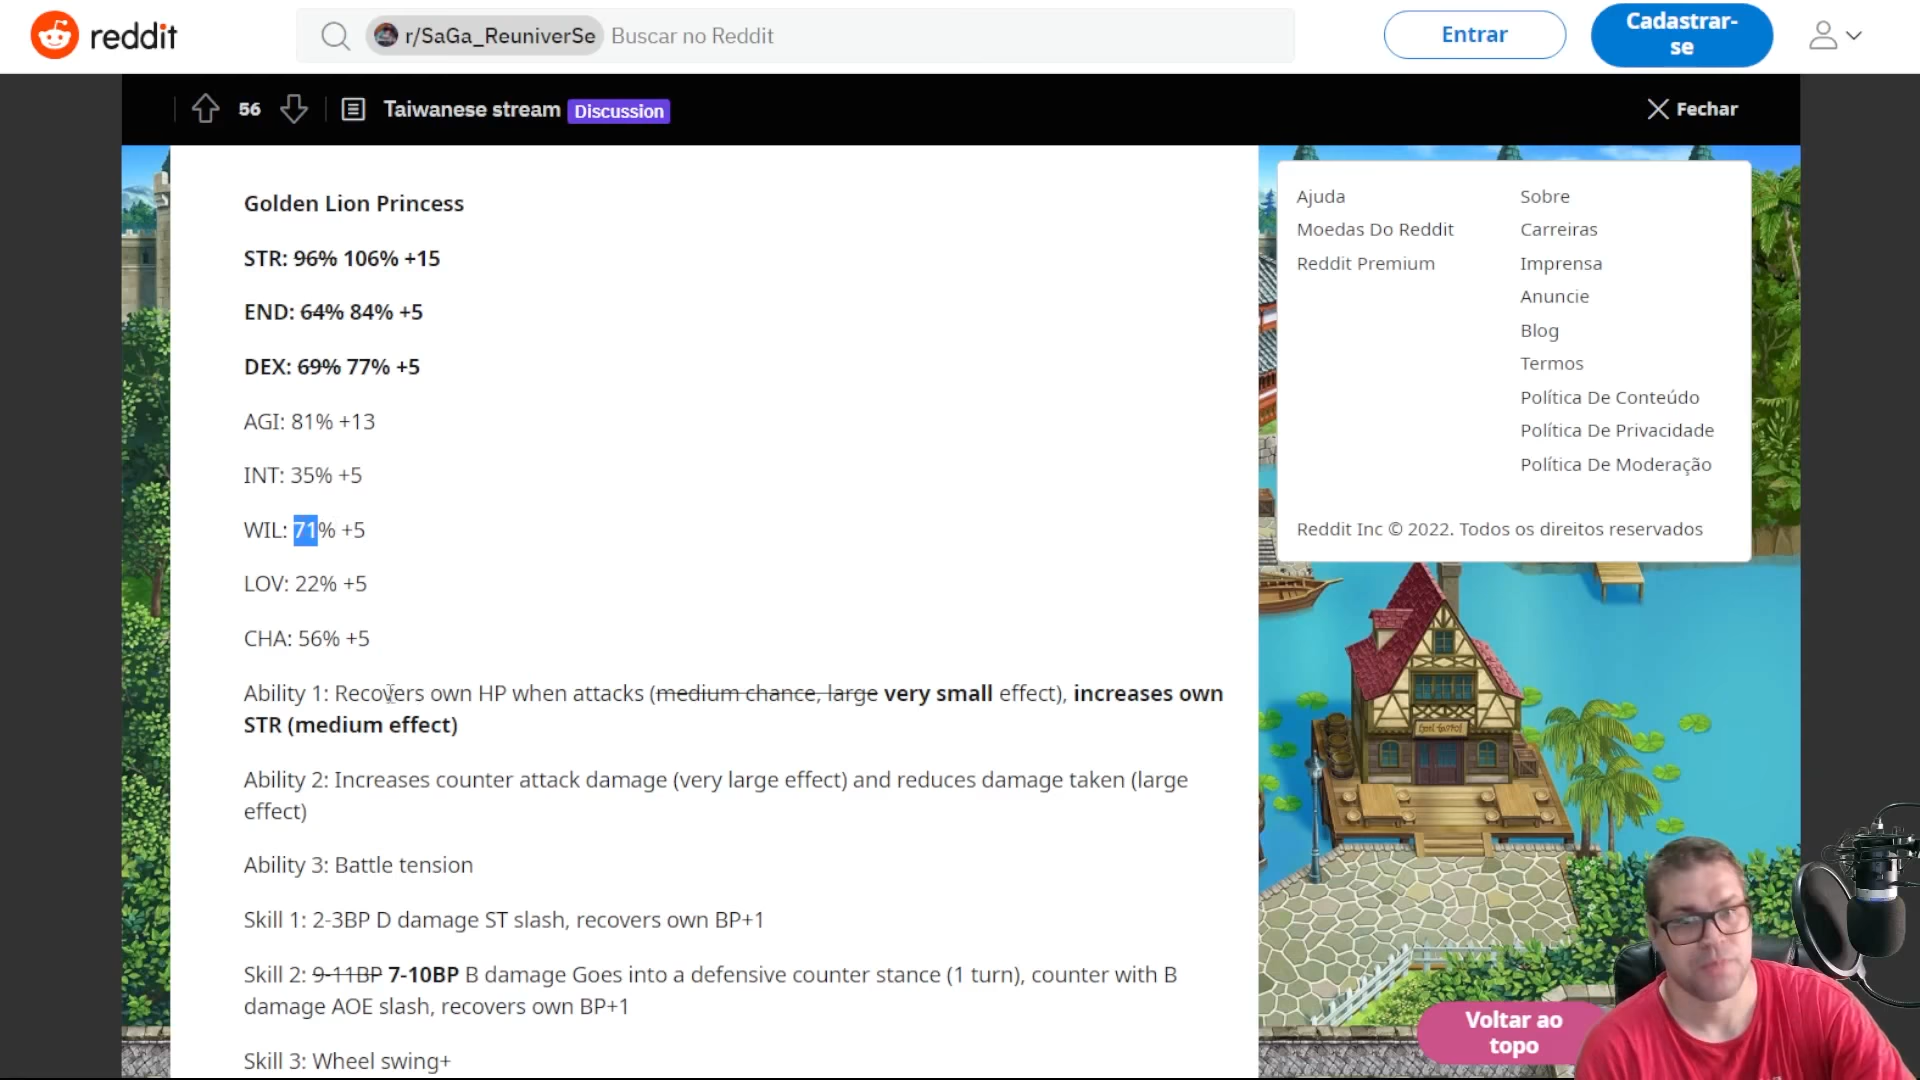 reddit
r/SaGa_ReuniverSe Buscar no Reddit
Entrar
Cadastrar-
se
56 Taiwanese stream Discussion
Fechar
Golden Lion Princess
STR: 96% 106% +15
END: 64% 84% +5
DEX: 69% 77% +5
AGI: 81% +13
INT: 35% +5
WIL: 71% +5
LOV: 22% +5
CHA: 56% +5
Ability 1: Recovers own HP when attacks (medium chance, large very small effect), increases own
STR (medium effect)
Ability 2: Increases counter attack damage (very large effect) and reduces damage taken (large
effect)
Ability 3: Battle tension
Skill 1: 2-3BP D damage ST slash, recovers own BP+1
Skill 2: 9-11BP 7-10BP B damage Goes into a defensive counter stance (1 turn), counter with B
damage AOE slash, recovers own BP+1
Skill 3: Wheel swing+
Ajuda
Moedas Do Reddit
Reddit Premium
Sobre
Carreiras
Imprensa
Anuncie
Blog
Termos
Política De Conteúdo
Política De Privacidade
Política De Moderação
Reddit Inc © 2022. Todos os direitos reservados
Voltar ao
topo